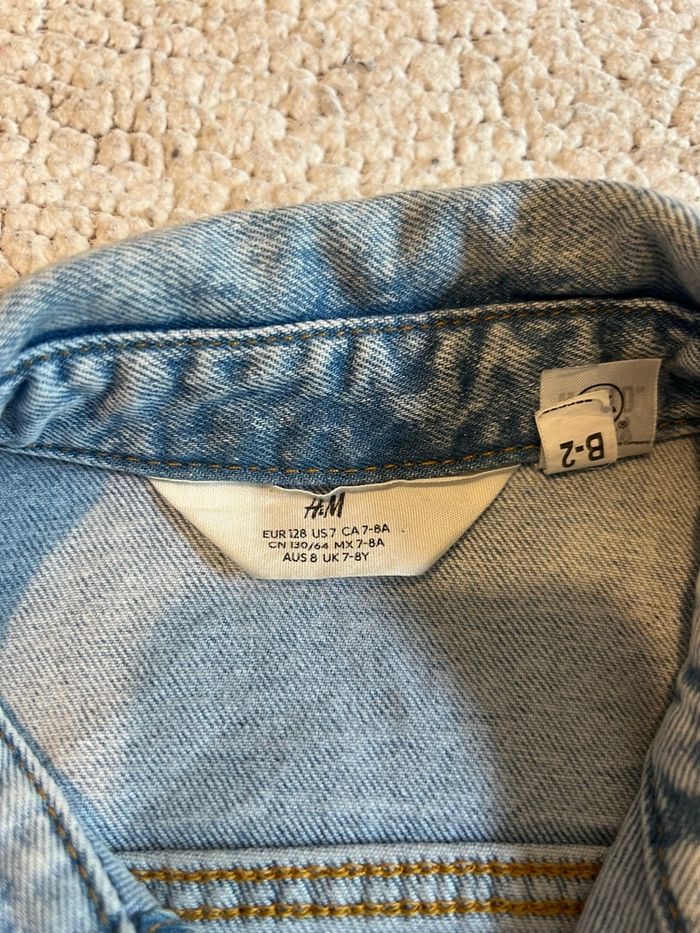 H&M
EUR 128 US 7 CA 7-8A
CN 130/64 MX 7-8A
AUS 8 UK 7-8Y
B-2